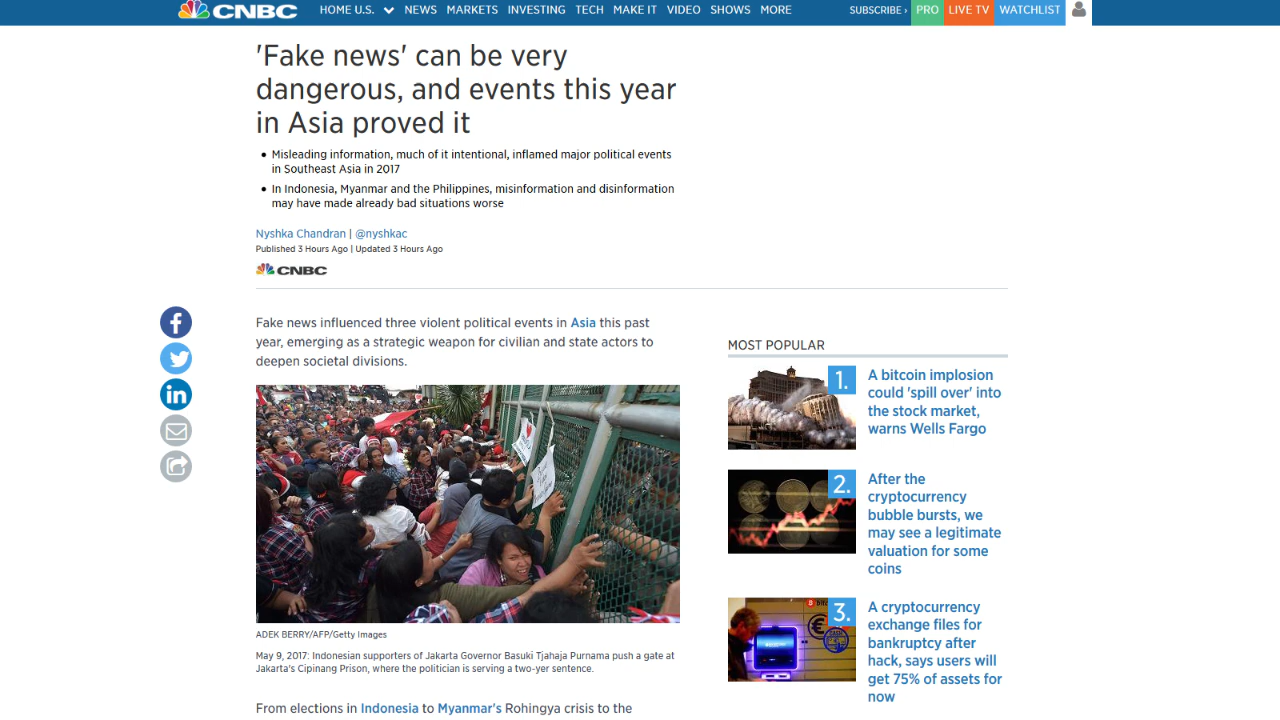 CNBC
HOME U.S. NEWS MARKETS INVESTING TECH MAKE IT VIDEO SHOWS MORE SUBSCRIBE › PRO LIVE TV WATCHLIST
'Fake news' can be very
dangerous, and events this year
in Asia proved it
• Misleading information, much of it intentional, inflamed major political events
in Southeast Asia in 2017
• In Indonesia, Myanmar and the Philippines, misinformation and disinformation
may have made already bad situations worse
Nyshka Chandran | @nyshkac
Published 3 Hours Ago | Updated 3 Hours Ago
CNBC
Fake news influenced three violent political events in Asia this past
year, emerging as a strategic weapon for civilian and state actors to
deepen societal divisions.
ADEK BERRY/AFP/Getty Images
May 9, 2017: Indonesian supporters of Jakarta Governor Basuki Tjahaja Purnama push a gate at
Jakarta's Cipinang Prison, where the politician is serving a two-yer sentence.
From elections in Indonesia to Myanmar's Rohingya crisis to the
MOST POPULAR
1.
A bitcoin implosion
could 'spill over' into
the stock market,
warns Wells Fargo
2.
After the
cryptocurrency
bubble bursts, we
may see a legitimate
valuation for some
coins
3.
A cryptocurrency
exchange files for
bankruptcy after
hack, says users will
get 75% of assets for
now